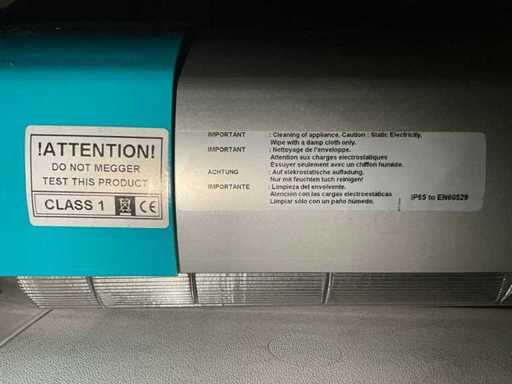 !ATTENTION!
DO NOT MEGGER
TEST THIS PRODUCT
CLASS 1 CE
IMPORTANT : Cleaning of appliance. Caution : Static Electricity.
Wipe with a damp cloth only.
IMPORTANT : Nettoyage de l'enveloppe.
Attention aux charges electrostatiques
Essuyer seulement avec un chiffon humide.
ACHTUNG : Auf elekrostatische aufladung.
Nur mit feuchten tuch reinigen!
IMPORTANTE : Limpieza del envolvente.
Atención con las cargas electroestáticas
Limpiar sólo con un paño húmedo.
IP65 to EN60529